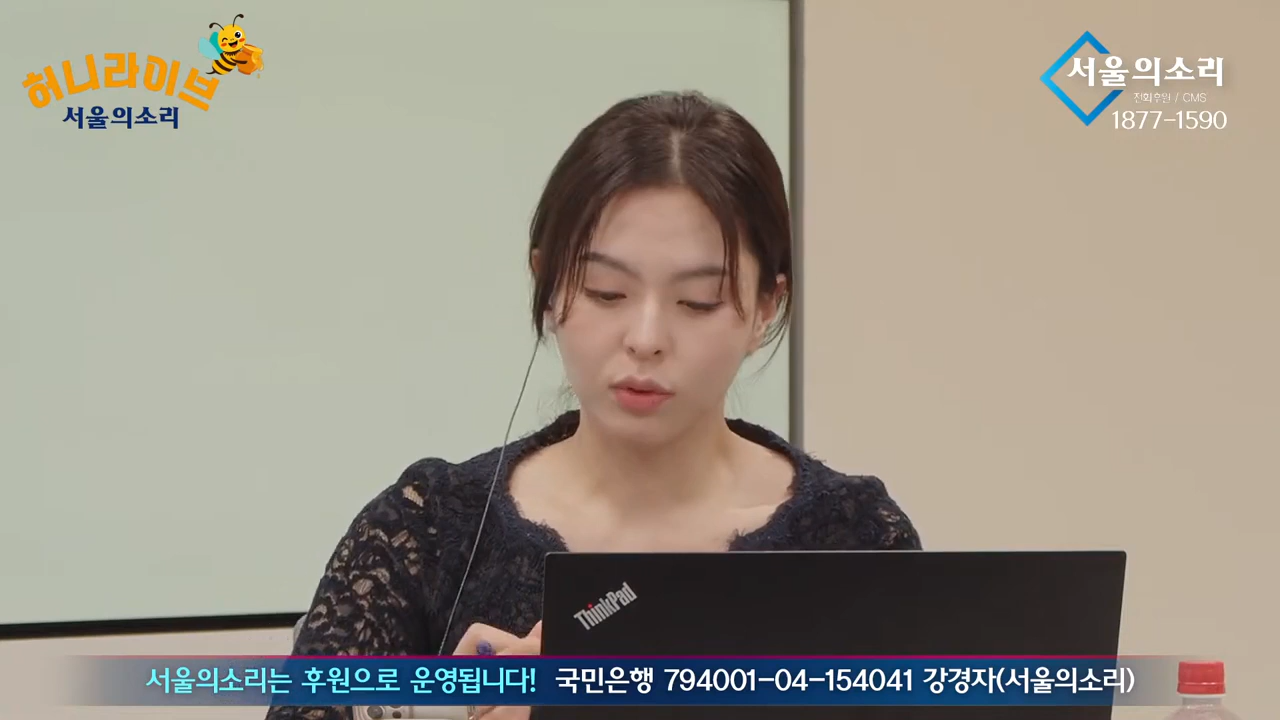 허니라이브
서울의소리
서울의소리
전화후원 / CMS
1877-1590
ThinkPad
서울의소리는 후원으로 운영됩니다! 국민은행 794001-04-154041 강경자(서울의소리)